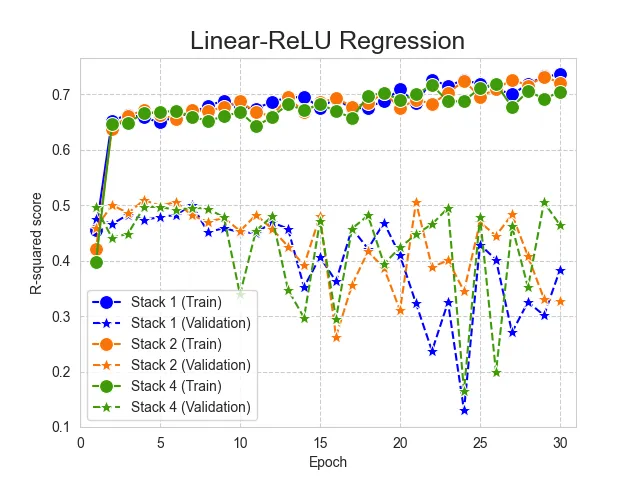 Linear-ReLU Regression
R-squared score
0.7
0.6
0.5
0.4
0.3
0.2
0.1
Stack 1 (Train)
Stack 1 (Validation)
Stack 2 (Train)
Stack 2 (Validation)
Stack 4 (Train)
Stack 4 (Validation)
0 5 10 15 20 25 30
Epoch